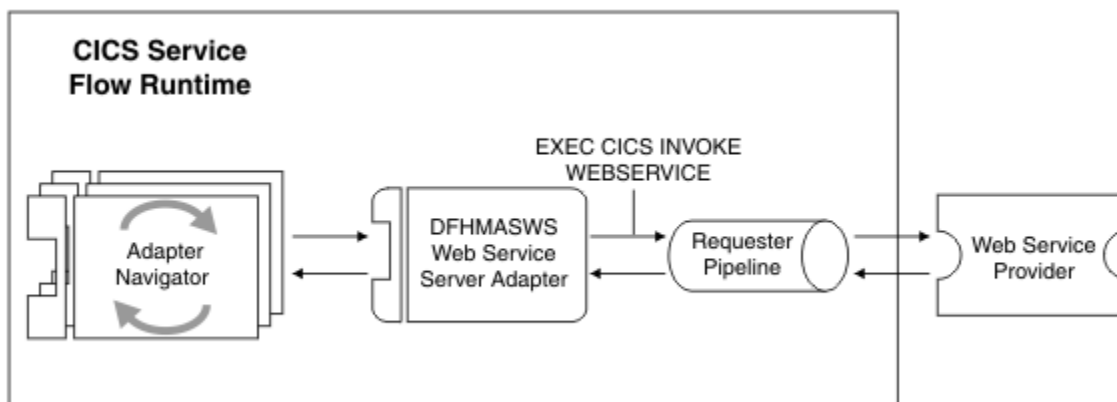 CICS Service
Flow Runtime
EXEC CICS INVOKE
WEBSERVICE
Adapter
Navigator
DFHMASWS
Web Service
Server Adapter
Requester
Pipeline
Web Service
Provider